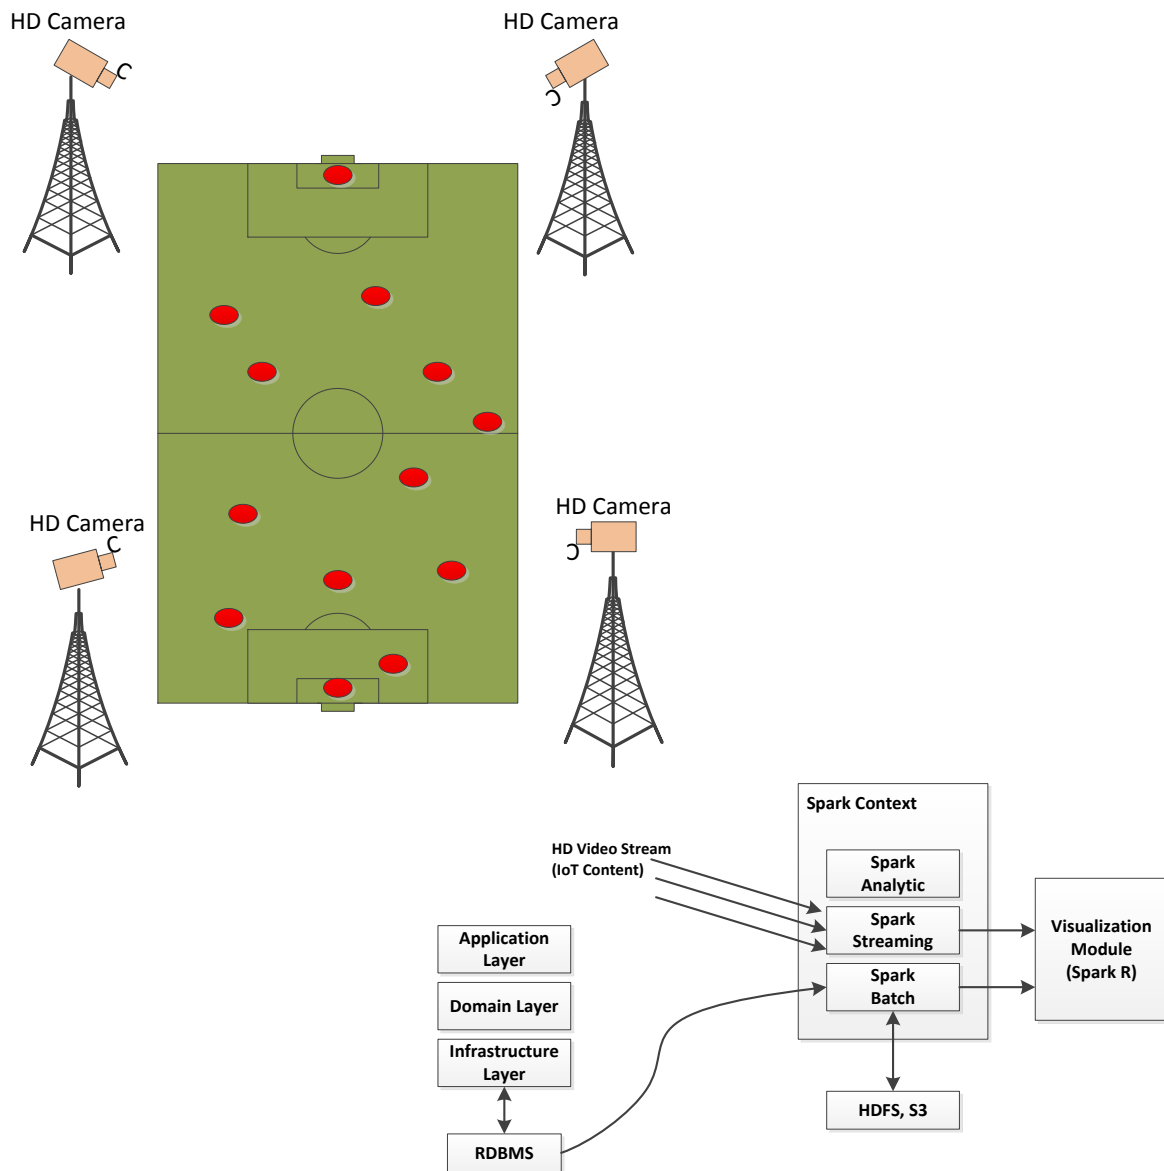 HD Camera
HD Camera
HD Camera
HD Camera
Spark Context
HD Video Stream
(IoT Content)
Spark
Analytic
Spark
Streaming
Spark
Batch
Visualization
Module
(Spark R)
Application
Layer
Domain Layer
Infrastructure
Layer
RDBMS
HDFS, S3